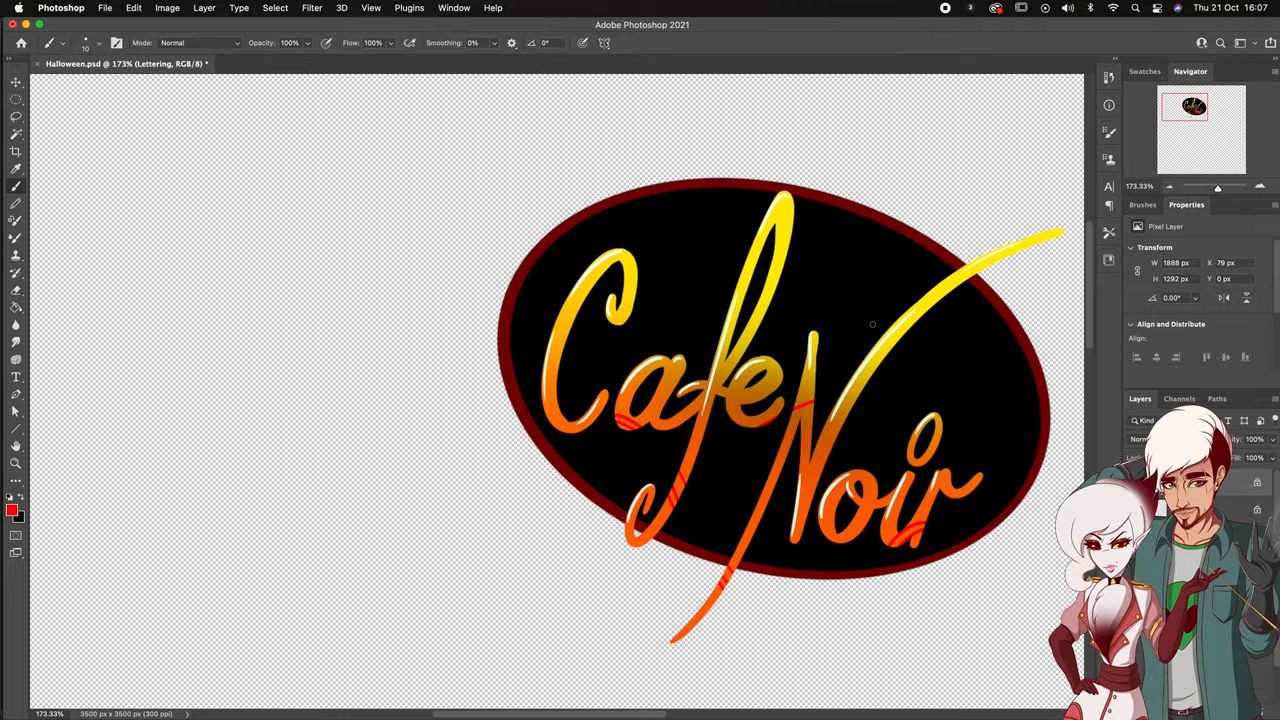 Photoshop File Edit Image Layer Type Select Filter 3D View Plugins Window Help 3 Thu 21 Oct 16:07
Adobe Photoshop 2021
10 Mode: Normal Opacity: 100% Flow: 100% Smoothing: 0% 0°
× Halloween.psd @ 173% (Lettering, RGB/8) *
Swatches Navigator
173.33%
Brushes Properties
Pixel Layer
Transform
W 1888 px X 79 px
H 1292 px Y 0 px
0.00°
Align and Distribute
Align:
Layers Channels Paths
Kind
100%
Fill: 100%
Cafe
Noir
173.33% 3500 px x 3500 px (300 ppi)